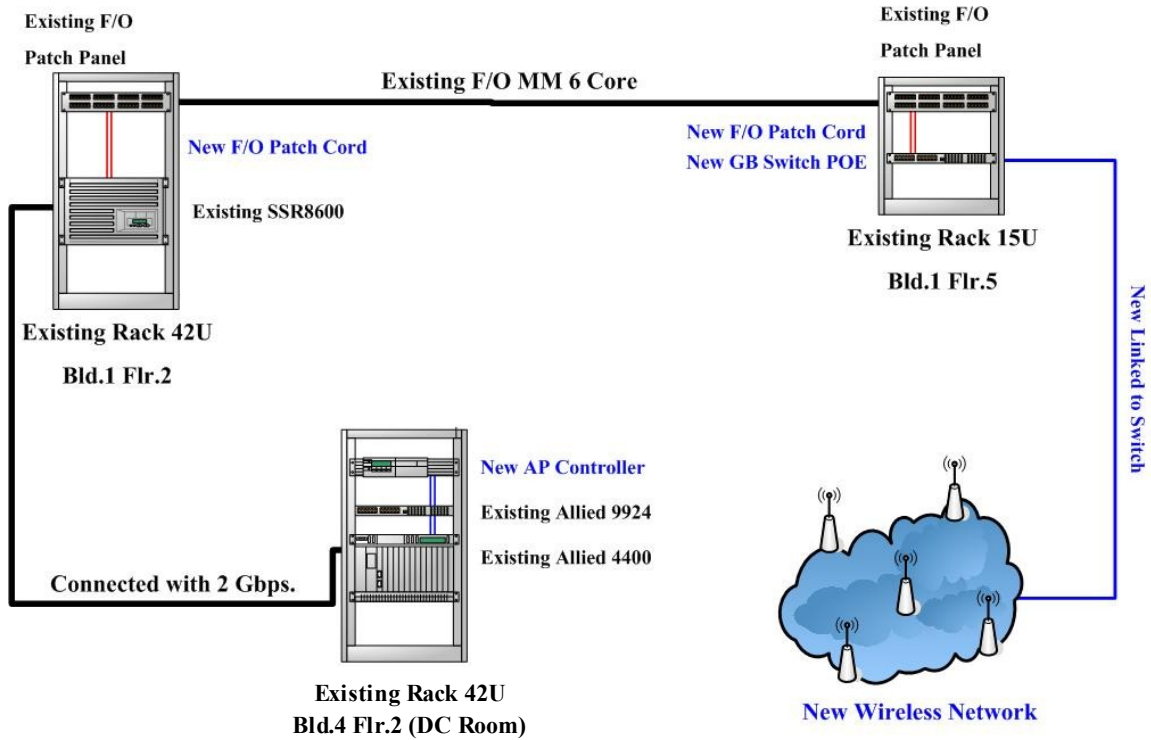 Existing F/O
Patch Panel
Existing F/O MM 6 Core
Existing F/O
Patch Panel
New F/O Patch Cord
New F/O Patch Cord
New GB Switch POE
Existing SSR8600
Existing Rack 42U
Bld.1 Flr.2
Existing Rack 15U
Bld.1 Flr.5
New Linked to Switch
New AP Controller
Existing Allied 9924
Existing Allied 4400
Connected with 2 Gbps.
Existing Rack 42U
Bld.4 Flr.2 (DC Room)
New Wireless Network